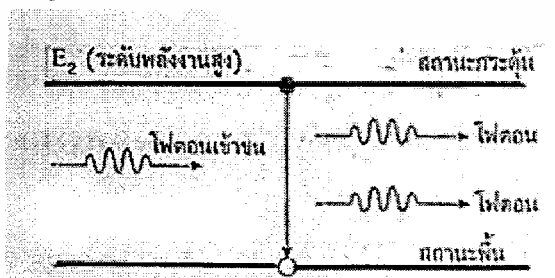 E₂ (ระดับพลังงานสูง) สถานะกระตุ้น
โฟตอนเข้าชน
โฟตอน
โฟตอน
สถานะพื้น